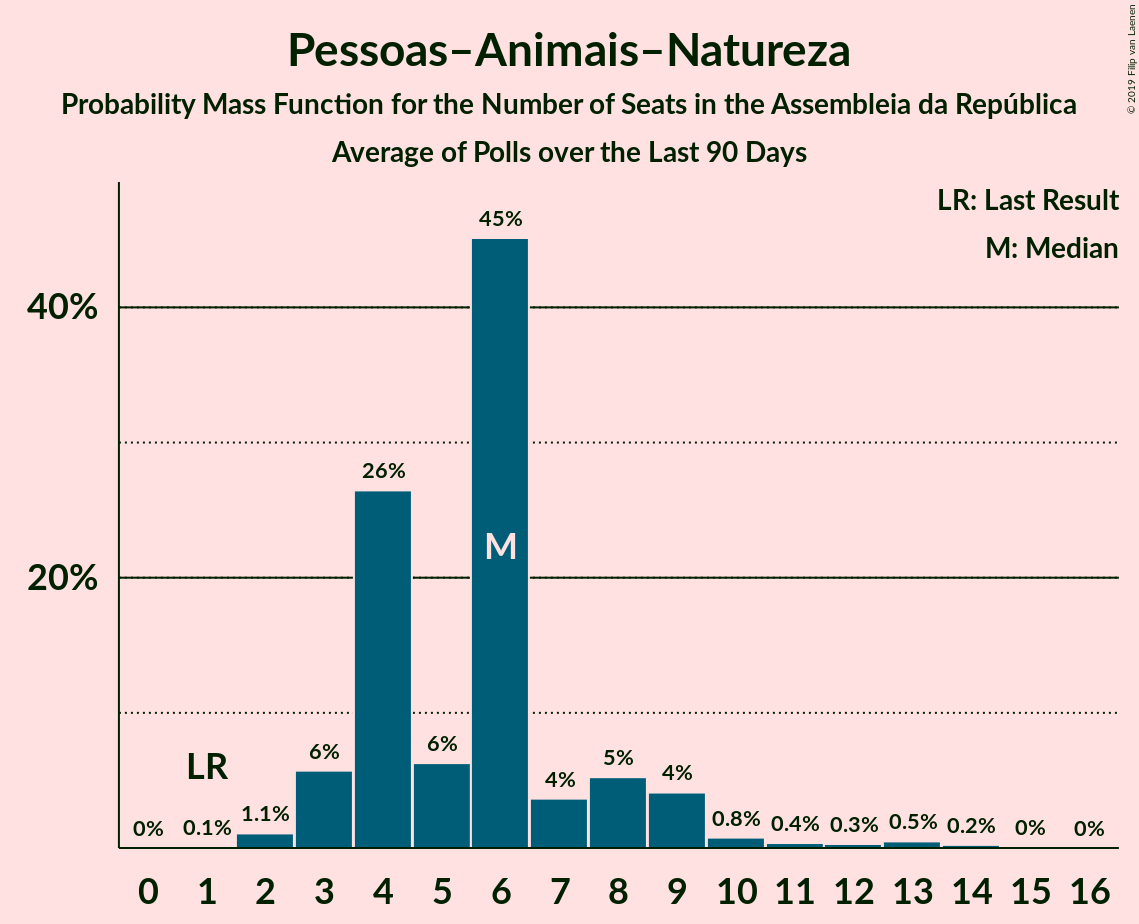 Pessoas–Animais–Natureza
Probability Mass Function for the Number of Seats in the Assembleia da República
Average of Polls over the Last 90 Days
© 2019 Filip van Laenen
LR: Last Result
M: Median
45%
40%
26%
M
20%
6%
LR
6%
4%
5%
4%
0%
0.1%
1.1%
0.8%
0.4%
0.3%
0.5%
0.2%
0%
0%
0 1 2 3 4 5 6 7 8 9 10 11 12 13 14 15 16